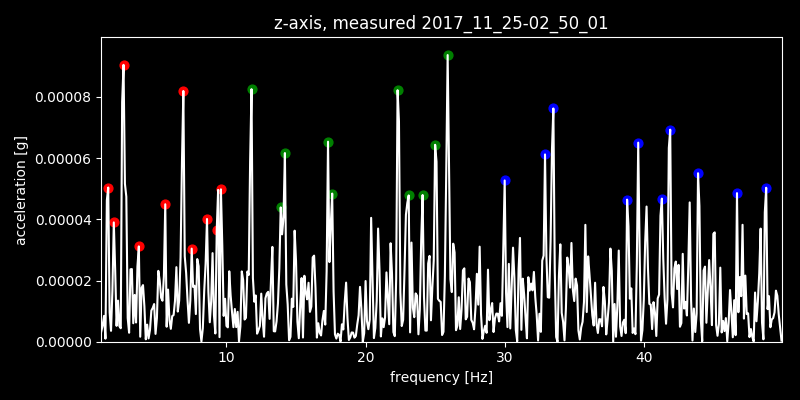 z-axis, measured 2017_11_25-02_50_01
acceleration [g]
0.00008
0.00006
0.00004
0.00002
0.00000
10 20 30 40
frequency [Hz]